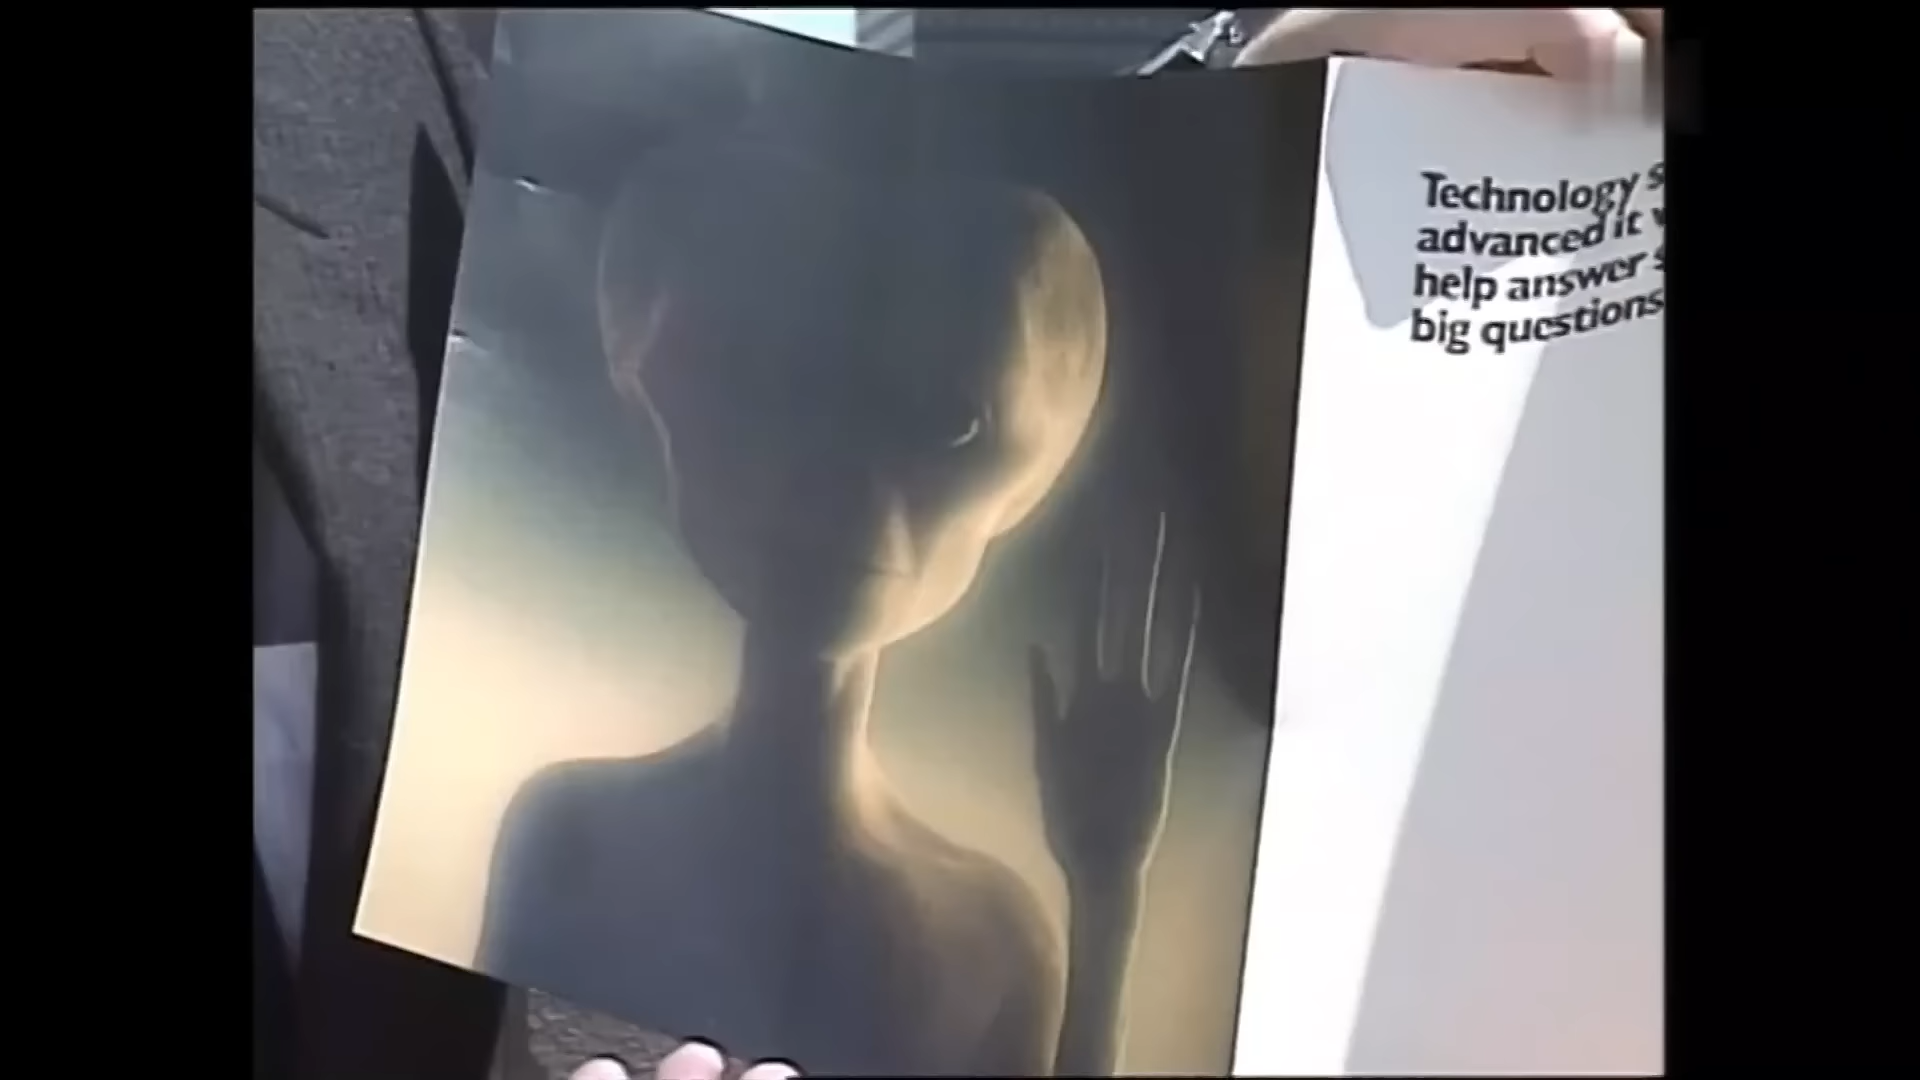 Technology s
advanced it w
help answer s
big questions